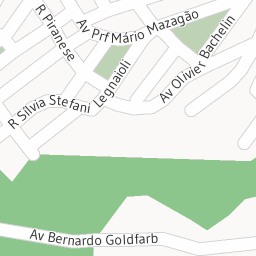 R Piranese
Av Prf Mário Mazagão
Av Olivier Bachelin
Legnaioli
R Sílvia Stefani
Av Bernardo Goldfarb